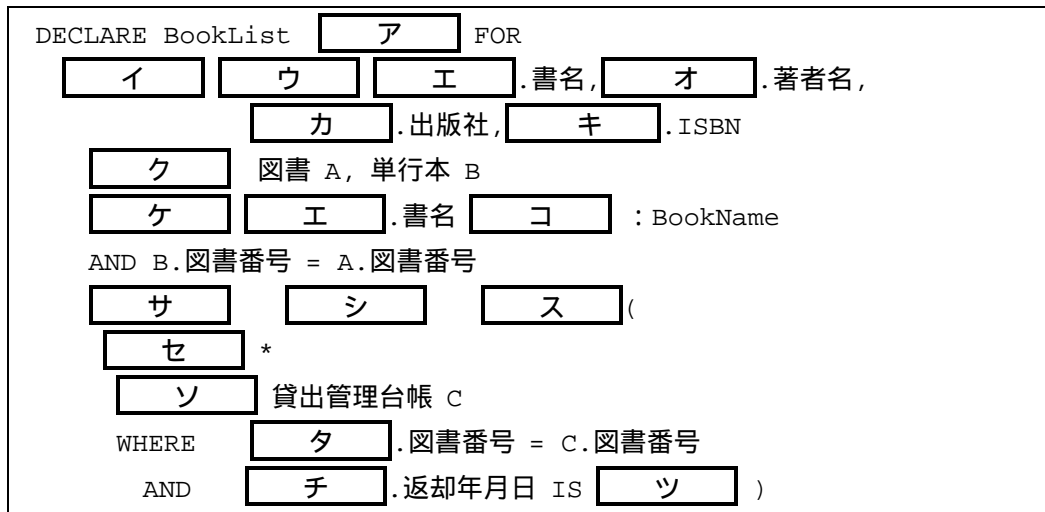 DECLARE BookList ア FOR
イ ウ エ.書名,オ.著者名,
カ.出版社,キ.ISBN
ク 図書 A, 単行本 B
ケ エ.書名 コ :BookName
AND B.図書番号 = A.図書番号
サ シ ス(
セ *
ソ 貸出管理台帳 C
WHERE タ.図書番号 = C.図書番号
AND チ.返却年月日 IS ツ )